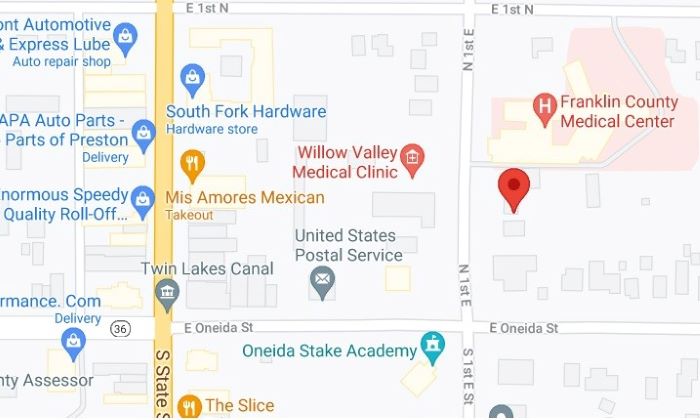 E 1st N
E 1st N
ont Automotive
& Express Lube
Auto repair shop
N 1st E
South Fork Hardware
Hardware store
Franklin County
Medical Center
APA Auto Parts -
Parts of Preston
Delivery
Willow Valley
Medical Clinic
Mis Amores Mexican
Takeout
normous Speedy
Quality Roll-Off...
United States
Postal Service
Twin Lakes Canal
N 1st E
rmance. Com
Delivery
36
E Oneida St
E Oneida St
Oneida Stake Academy
nty Assessor
S State S
S 1st E St
The Slice
H